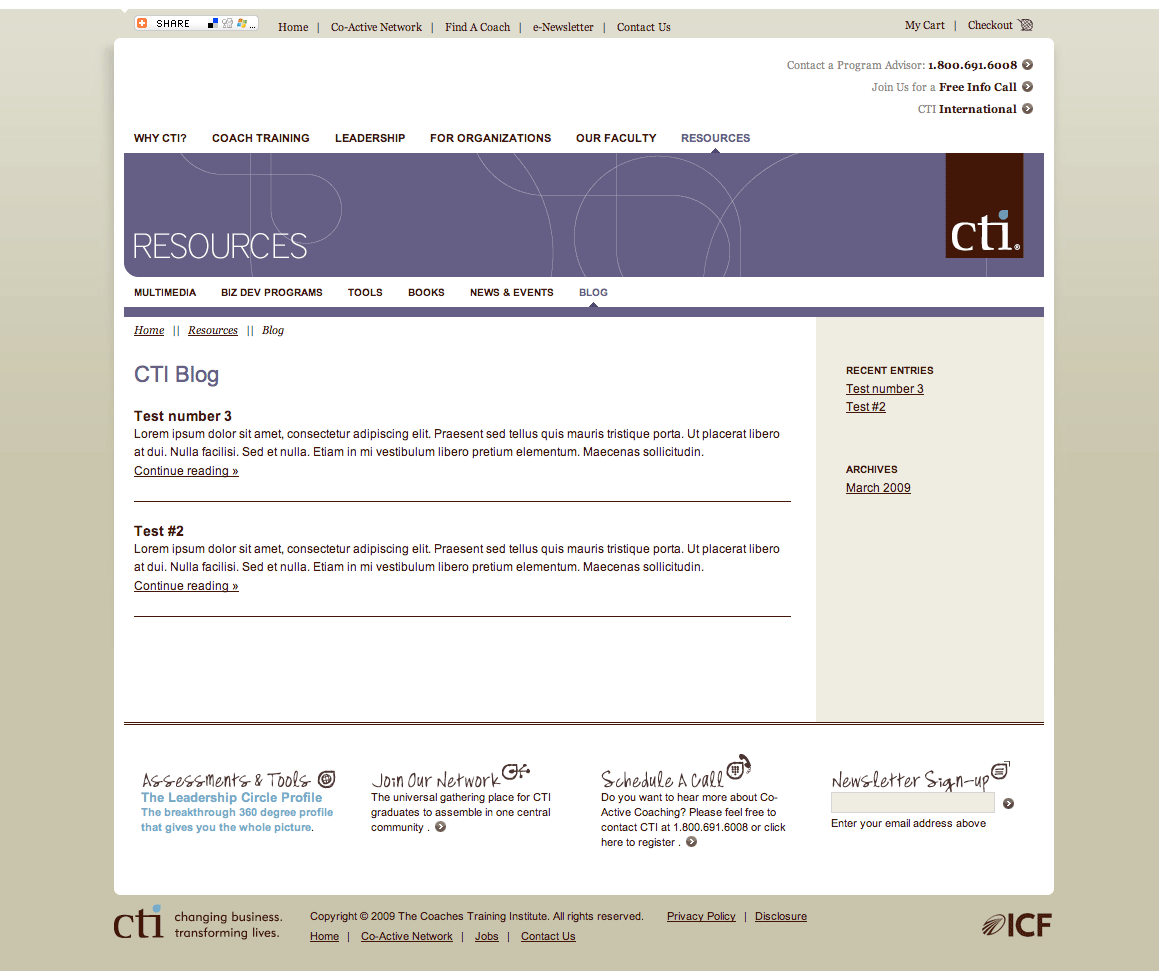 SHARE ...
Home | Co-Active Network | Find A Coach | e-Newsletter | Contact Us
My Cart | Checkout
Contact a Program Advisor: 1.800.691.6008
Join Us for a Free Info Call
CTI International
WHY CTI? COACH TRAINING LEADERSHIP FOR ORGANIZATIONS OUR FACULTY RESOURCES
RESOURCES
cti®
MULTIMEDIA BIZ DEV PROGRAMS TOOLS BOOKS NEWS & EVENTS BLOG
Home || Resources || Blog
CTI Blog
Test number 3
Lorem ipsum dolor sit amet, consectetur adipiscing elit. Praesent sed tellus quis mauris tristique porta. Ut placerat libero
at dui. Nulla facilisi. Sed et nulla. Etiam in mi vestibulum libero pretium elementum. Maecenas sollicitudin.
Continue reading »
Test #2
Lorem ipsum dolor sit amet, consectetur adipiscing elit. Praesent sed tellus quis mauris tristique porta. Ut placerat libero
at dui. Nulla facilisi. Sed et nulla. Etiam in mi vestibulum libero pretium elementum. Maecenas sollicitudin.
Continue reading »
RECENT ENTRIES
Test number 3
Test #2
ARCHIVES
March 2009
Assessments & Tools
The Leadership Circle Profile
The breakthrough 360 degree profile
that gives you the whole picture.
Join Our Network
The universal gathering place for CTI
graduates to assemble in one central
community .
Schedule A Call
Do you want to hear more about Co-
Active Coaching? Please feel free to
contact CTI at 1.800.691.6008 or click
here to register .
Newsletter Sign-up
Enter your email address above
cti changing business.
transforming lives.
Copyright © 2009 The Coaches Training Institute. All rights reserved. Privacy Policy | Disclosure
Home | Co-Active Network | Jobs | Contact Us
ICF